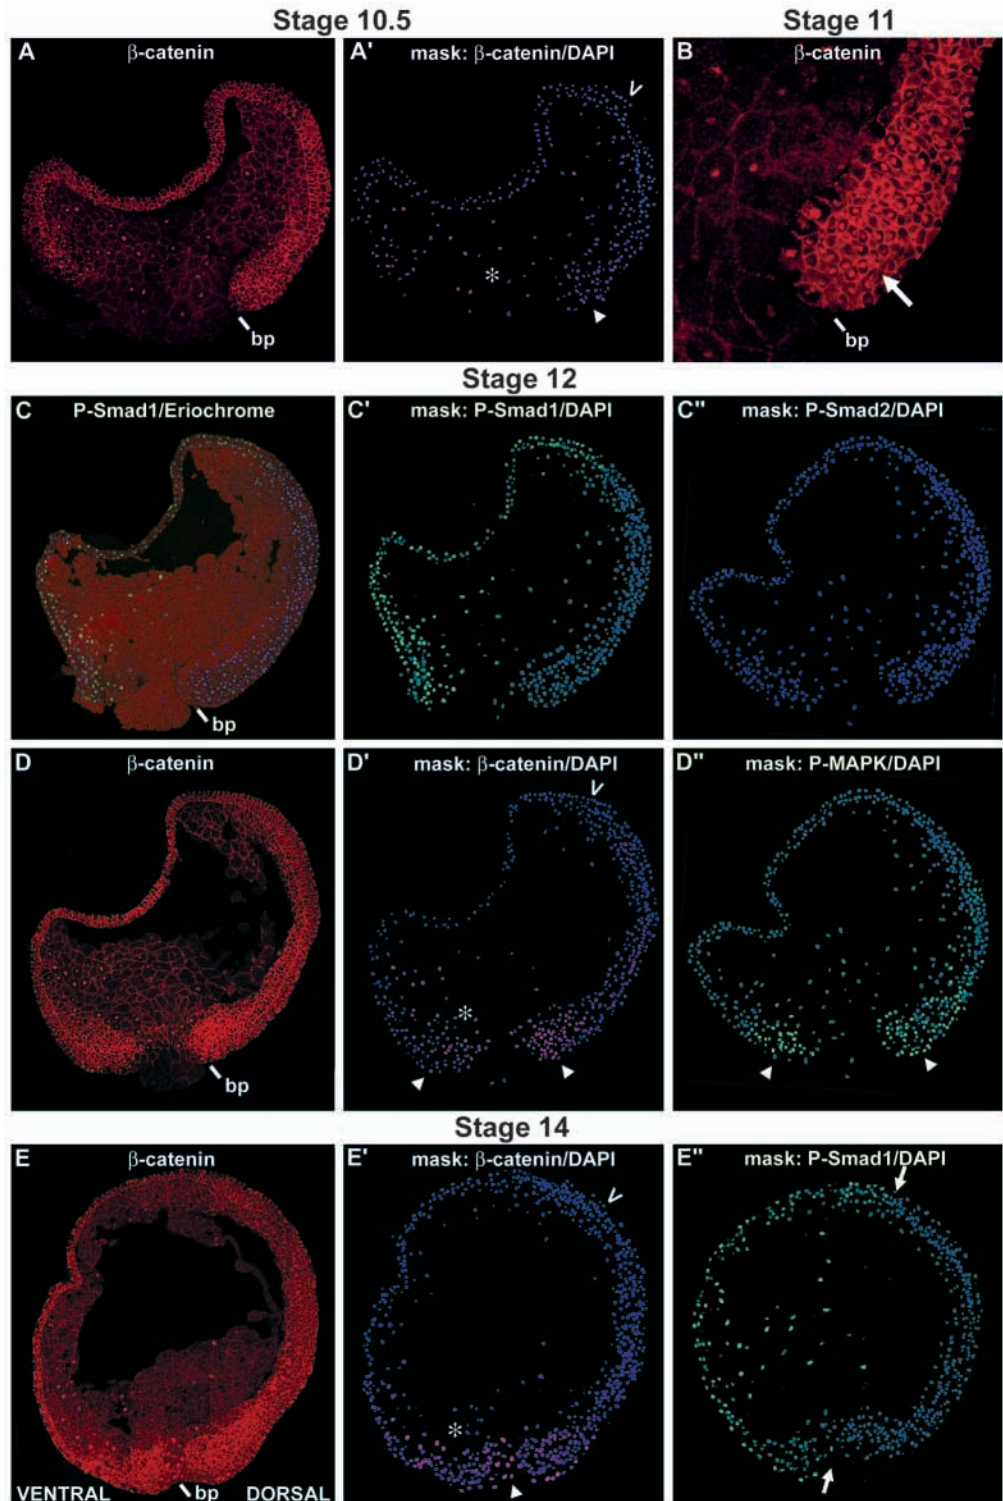 Stage 10.5
Stage 11
A
β-catenin
A'
mask: β-catenin/DAPI
B
β-catenin
bp
*
bp
Stage 12
C
P-Smad1/Eriochrome
C'
mask: P-Smad1/DAPI
C"
mask: P-Smad2/DAPI
bp
D
β-catenin
D'
mask: β-catenin/DAPI
D"
mask: P-MAPK/DAPI
*
bp
Stage 14
E
β-catenin
E'
mask: β-catenin/DAPI
E"
mask: P-Smad1/DAPI
*
VENTRAL
bp
DORSAL